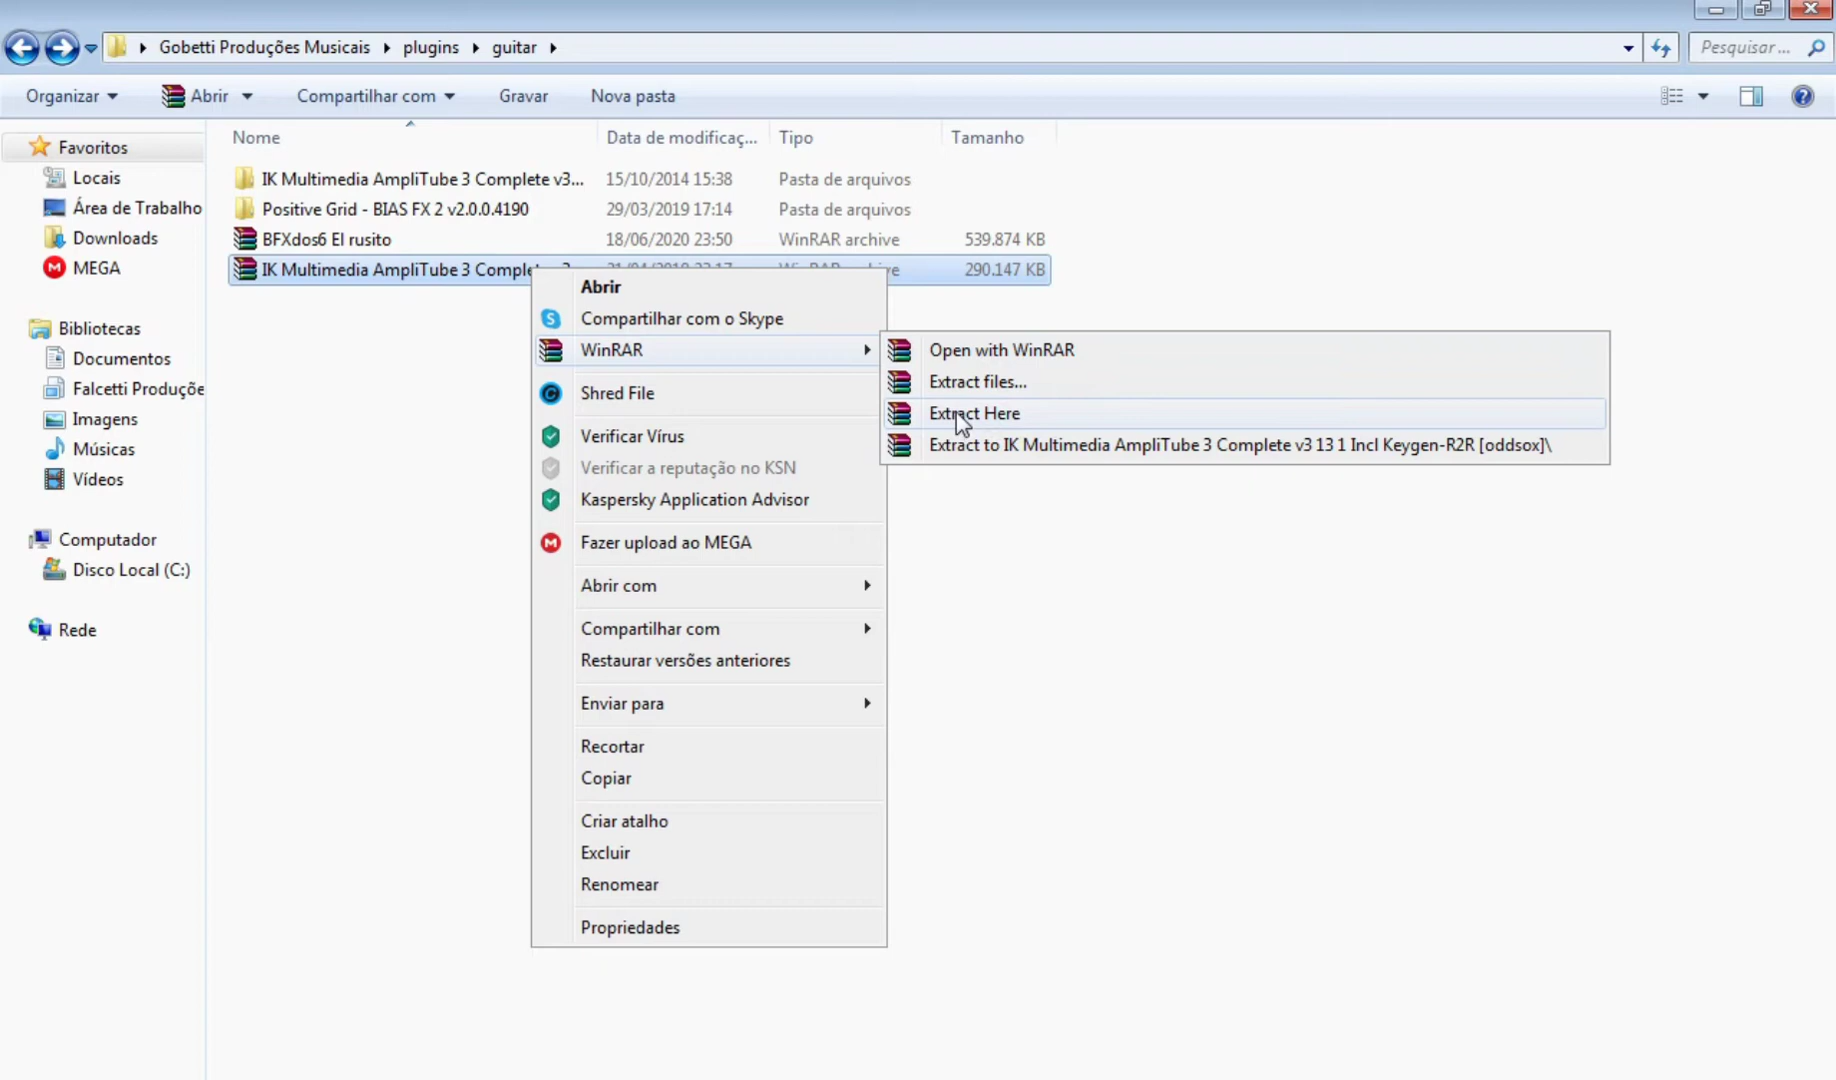 Gobetti Produções Musicais plugins guitar
Pesquisar ...
Organizar Abrir Compartilhar com Gravar Nova pasta
Nome Data de modificaç... Tipo Tamanho
Favoritos
Locais
Área de Trabalho
Downloads
MEGA
Bibliotecas
Documentos
Falcetti Produçõe
Imagens
Músicas
Vídeos
Computador
Disco Local (C:)
Rede
IK Multimedia AmpliTube 3 Complete v3... 15/10/2014 15:38 Pasta de arquivos
Positive Grid - BIAS FX 2 v2.0.0.4190 29/03/2019 17:14 Pasta de arquivos
BFXdos6 El rusito 18/06/2020 23:50 WinRAR archive 539.874 KB
IK Multimedia AmpliTube 3 290.147 KB
Abrir
Compartilhar com o Skype
WinRAR
Shred File
Verificar Vírus
Verificar a reputação no KSN
Kaspersky Application Advisor
Fazer upload ao MEGA
Abrir com
Compartilhar com
Restaurar versões anteriores
Enviar para
Recortar
Copiar
Criar atalho
Excluir
Renomear
Propriedades
Open with WinRAR
Extract files...
Extract Here
Extract to IK Multimedia AmpliTube 3 Complete v3 13 1 Incl Keygen-R2R [oddsox]\